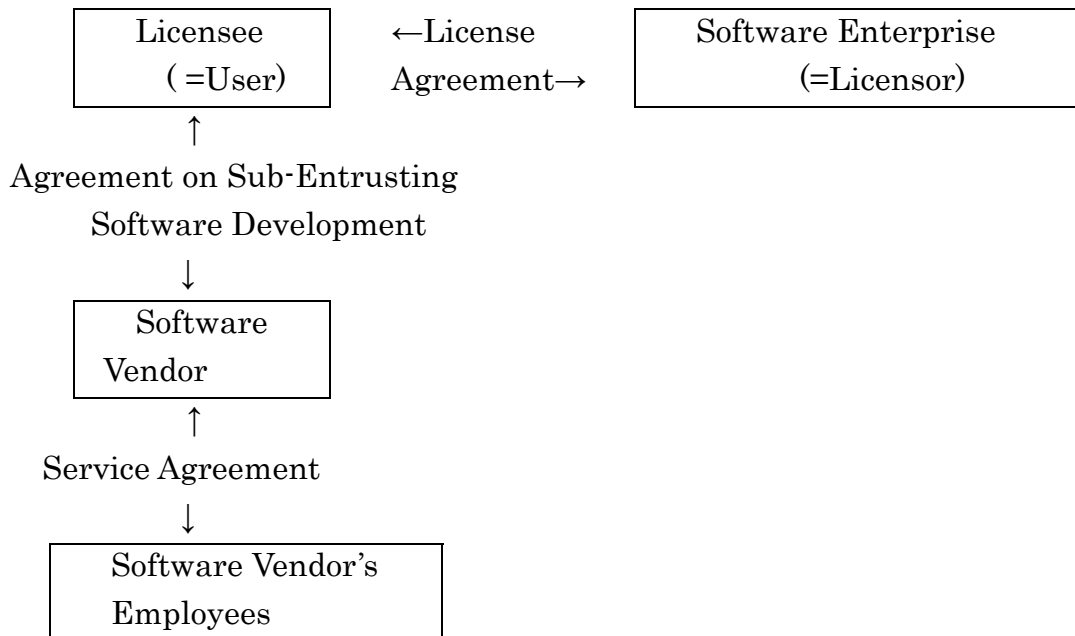 Licensee
( =User)
←License
Agreement→
Software Enterprise
(=Licensor)
↑
Agreement on Sub-Entrusting
Software Development
↓
Software
Vendor
↑
Service Agreement
↓
Software Vendor’s
Employees